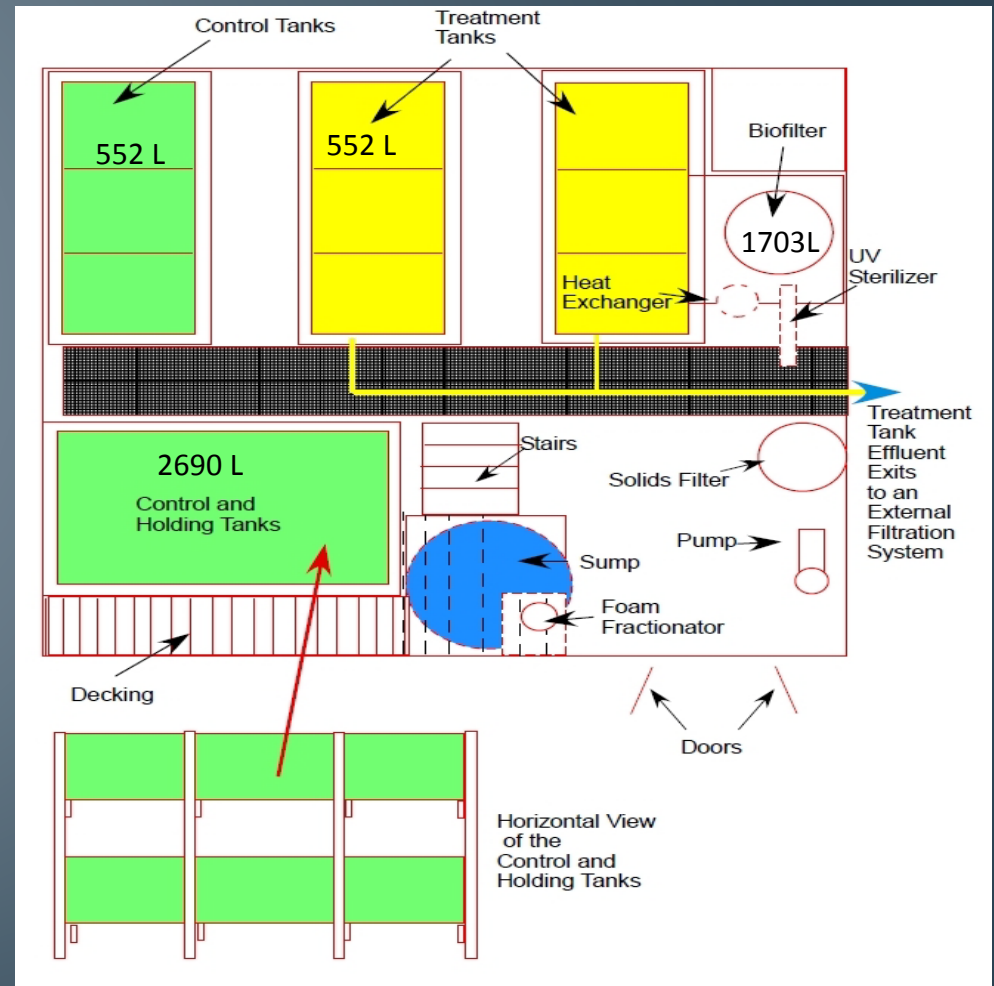 Control Tanks
Treatment
Tanks
552 L
552 L
Biofilter
1703L
UV
Sterilizer
Heat
Exchanger
Treatment
Tank
Effluent
Exits
to an
External
Filtration
System
2690 L
Control and
Holding Tanks
Stairs
Solids Filter
Pump
Sump
Foam
Fractionator
Decking
Doors
Horizontal View
of the
Control and
Holding Tanks